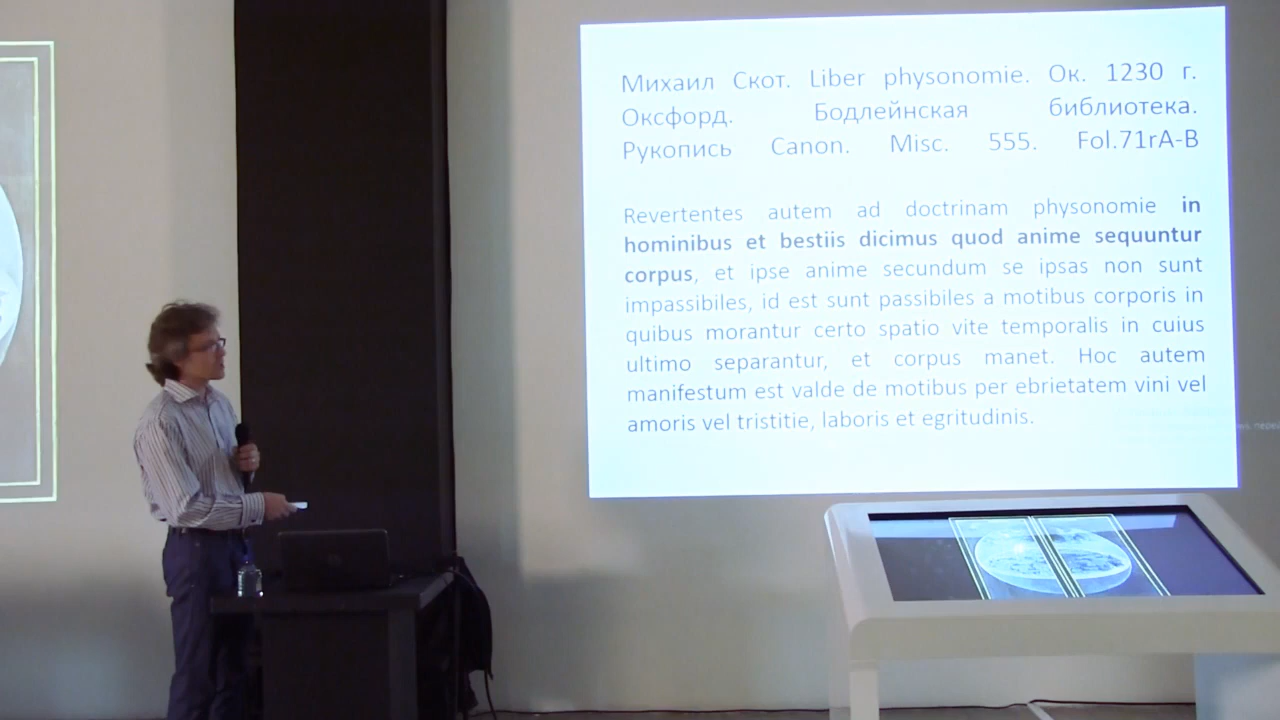 Михаил Скот. Liber physonomie. Ок. 1230 г.
Оксфорд. Бодлейнская библиотека.
Рукопись Canon. Misc. 555. Fol.71rA-B
Revertentes autem ad doctrinam physonomie in
hominibus et bestiis dicimus quod anime sequuntur
corpus, et ipse anime secundum se ipsas non sunt
impassibiles, id est sunt passibiles a motibus corporis in
quibus morantur certo spatio vite temporalis in cuius
ultimo separantur, et corpus manet. Hoc autem
manifestum est valde de motibus per ebrietatem vini vel
amoris vel tristitie, laboris et egritudinis.